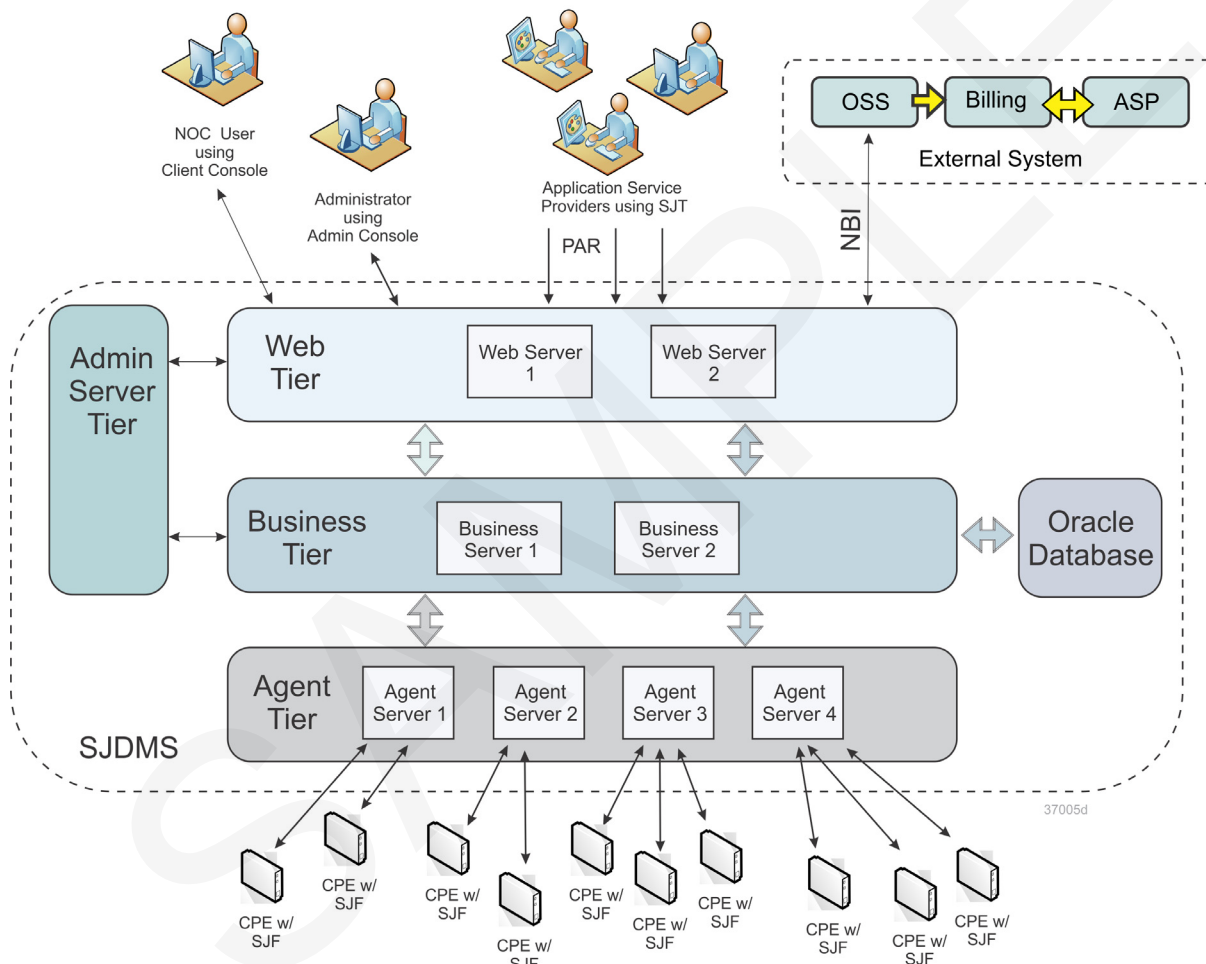 NOC User
using
Client Console
Administrator
using
Admin Console
Application Service
Providers using SJT
PAR
OSS
Billing
ASP
External System
NBI
Admin
Server
Tier
Web
Tier
Web Server
1
Web Server
2
Business
Tier
Business
Server 1
Business
Server 2
Oracle
Database
Agent
Tier
Agent
Server 1
Agent
Server 2
Agent
Server 3
Agent
Server 4
SJDMS
37005d
CPE w/
SJF
CPE w/
SJF
CPE w/
SJF
CPE w/
SJF
CPE w/
SJF
CPE w/
SJF
CPE w/
SJF
CPE w/
SJF
CPE w/
SJF
CPE w/
SJF
SAMPLE